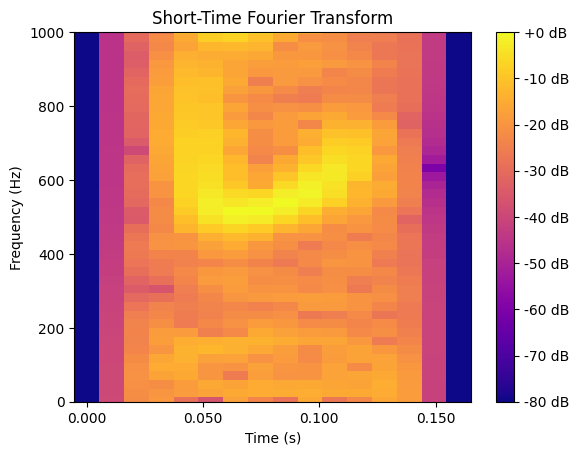 Short-Time Fourier Transform
1000
800
600
400
200
0
Frequency (Hz)
0.000
0.050
0.100
0.150
Time (s)
+0 dB
-10 dB
-20 dB
-30 dB
-40 dB
-50 dB
-60 dB
-70 dB
-80 dB